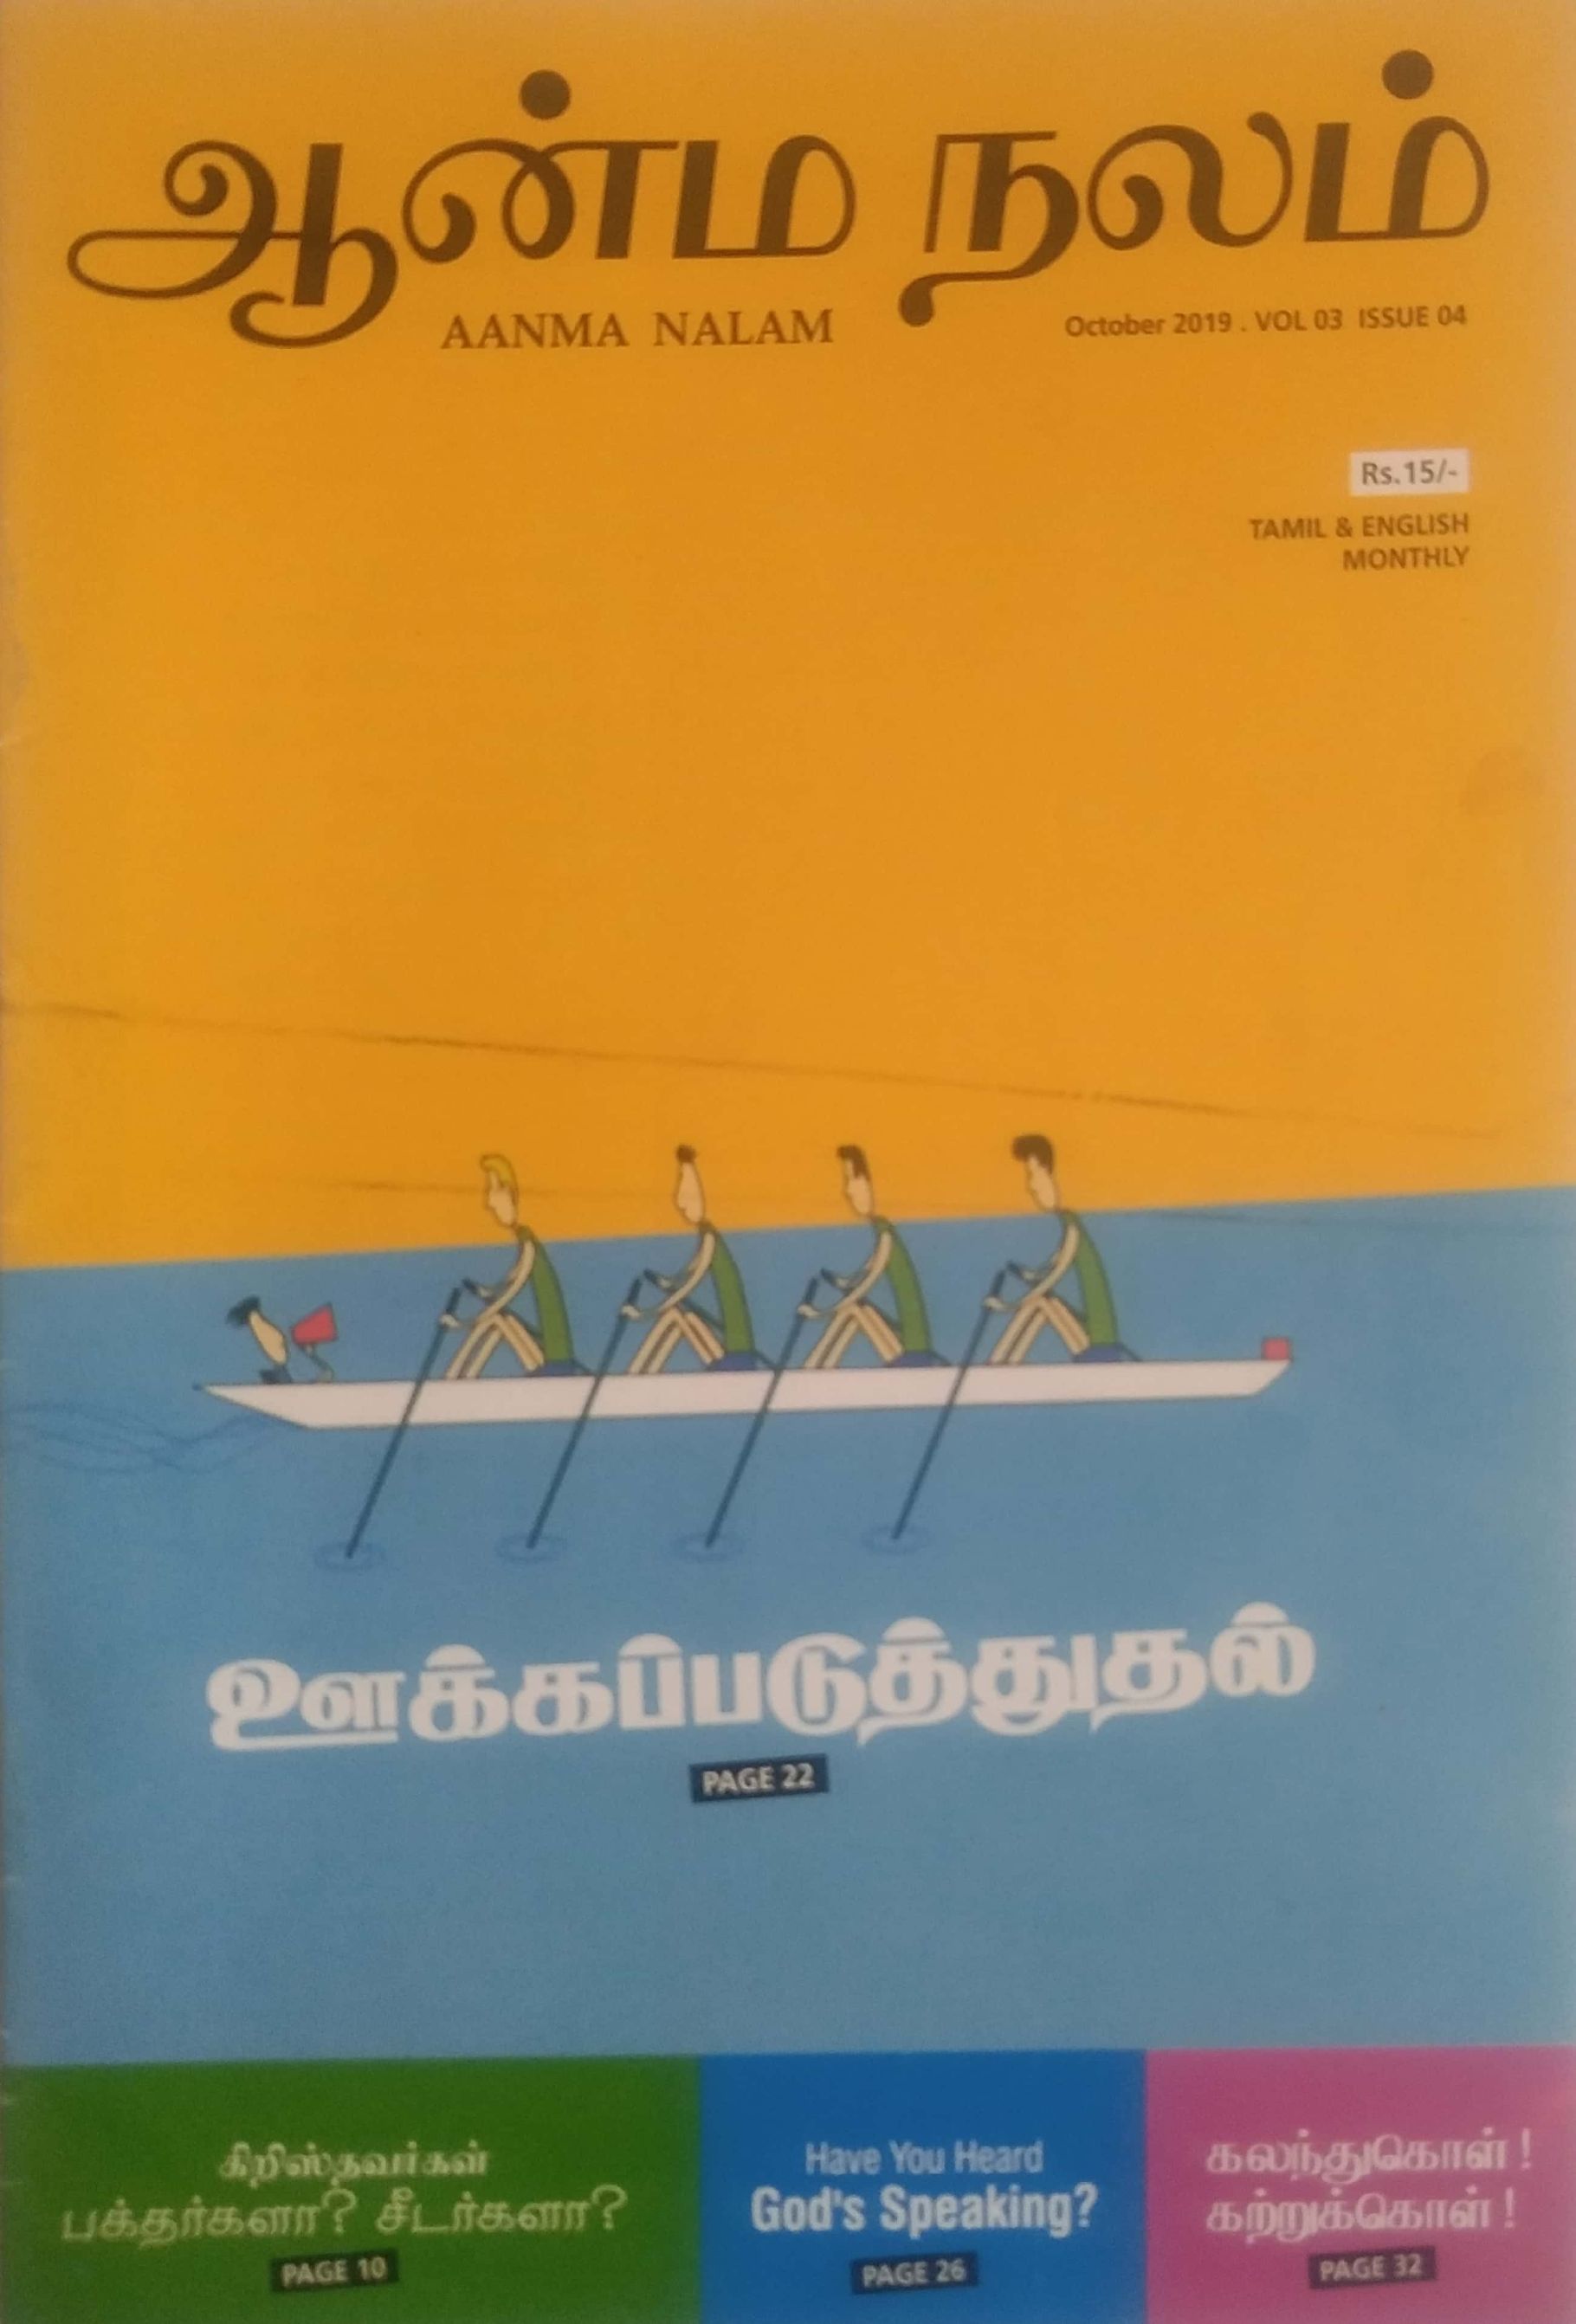 ஆன்ம நலம்
AANMA NALAM
October 2019 . VOL 03 ISSUE 04
Rs.15/-
TAMIL & ENGLISH
MONTHLY
ஊக்கப்படுத்துதல்
PAGE 22
கிறிஸ்தவர்கள்
பக்தர்களா? சீடர்களா?
PAGE 10
Have You Heard
God's Speaking?
PAGE 26
கலந்துகொள் !
கற்றுக்கொள் !
PAGE 32